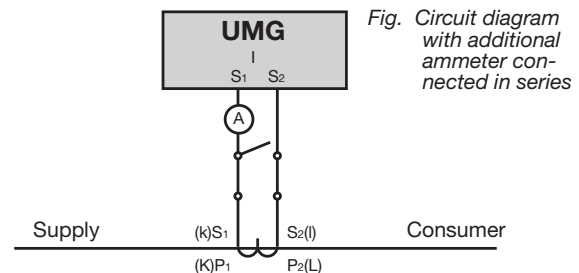 UMG
I
S1 S2
A
Fig. Circuit diagram
with additional
ammeter con-
nected in series
Supply
(k)S1
S2(l)
Consumer
(K)P1
P2(L)